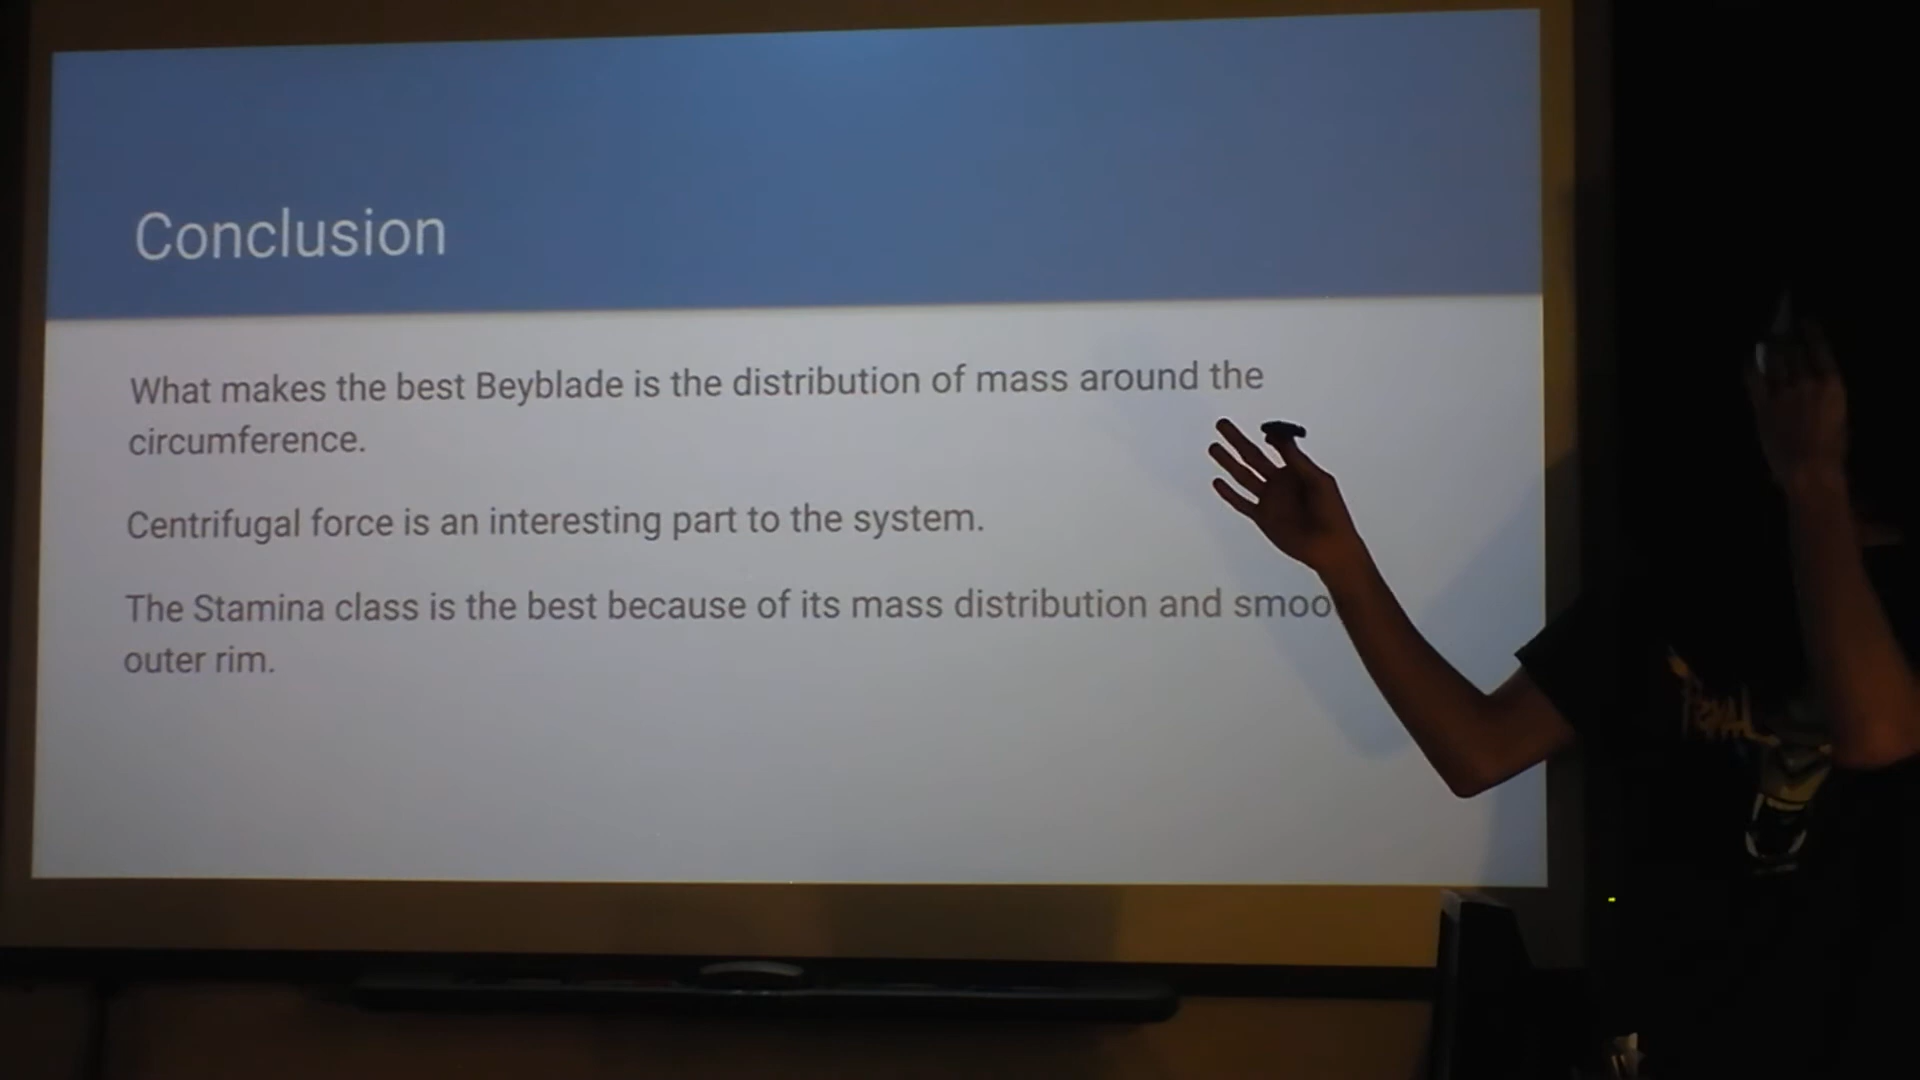 Conclusion
What makes the best Beyblade is the distribution of mass around the
circumference.
Centrifugal force is an interesting part to the system.
The Stamina class is the best because of its mass distribution and
outer rim.